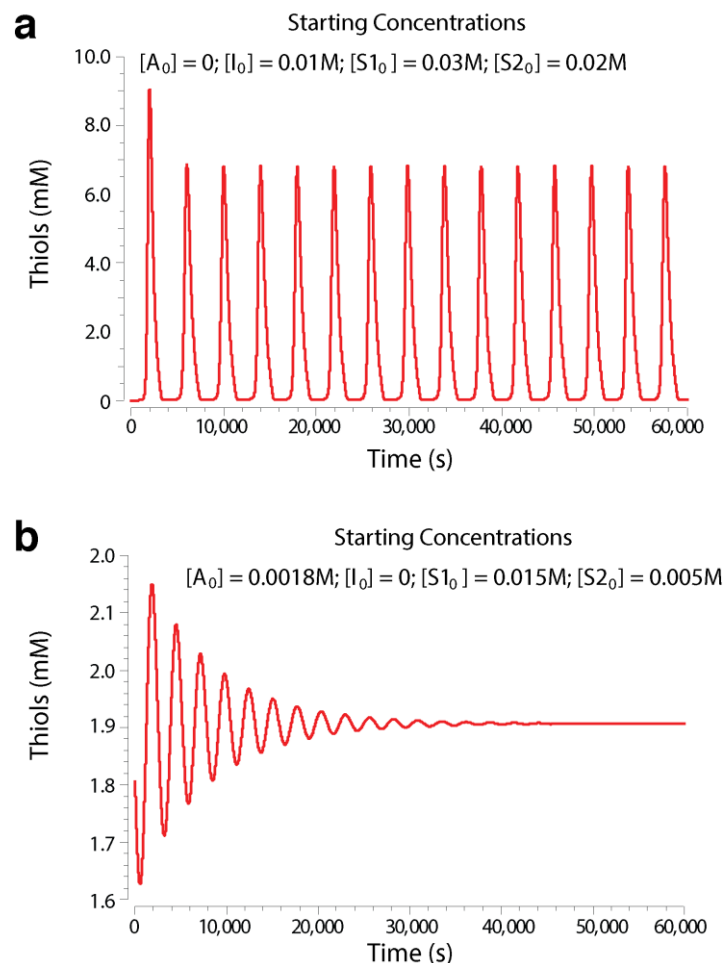 a
Starting Concentrations
[A₀] = 0; [I₀] = 0.01M; [S1₀] = 0.03M; [S2₀] = 0.02M
Thiols (mM)
10.0
8.0
6.0
4.0
2.0
0
0 10,000 20,000 30,000 40,000 50,000 60,000
Time (s)
b
Starting Concentrations
[A₀] = 0.0018M; [I₀] = 0; [S1₀] = 0.015M; [S2₀] = 0.005M
Thiols (mM)
2.0
2.1
2.0
1.9
1.8
1.7
1.6
0 10,000 20,000 30,000 40,000 50,000 60,000
Time (s)